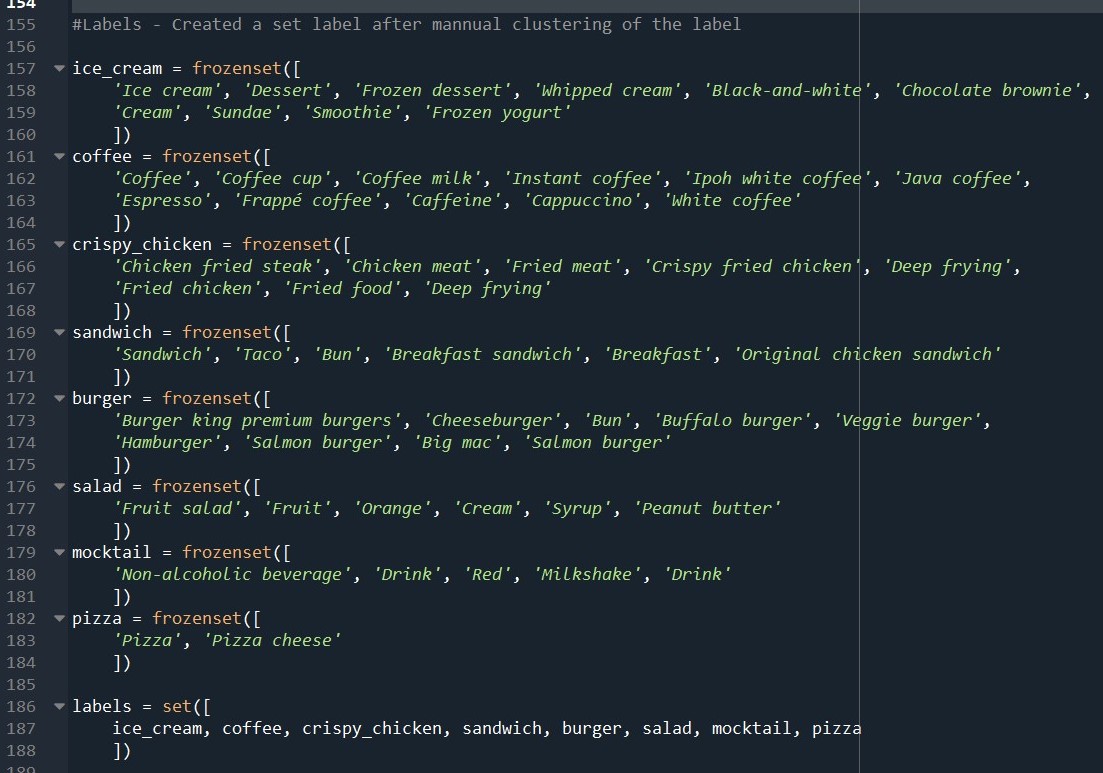 154
155 #Labels - Created a set label after mannual clustering of the label
156
157 ice_cream = frozenset([
158 'Ice cream', 'Dessert', 'Frozen dessert', 'Whipped cream', 'Black-and-white', 'Chocolate brownie',
159 'Cream', 'Sundae', 'Smoothie', 'Frozen yogurt'
160 ])
161 coffee = frozenset([
162 'Coffee', 'Coffee cup', 'Coffee milk', 'Instant coffee', 'Ipoh white coffee', 'Java coffee',
163 'Espresso', 'Frappé coffee', 'Caffeine', 'Cappuccino', 'White coffee'
164 ])
165 crispy_chicken = frozenset([
166 'Chicken fried steak', 'Chicken meat', 'Fried meat', 'Crispy fried chicken', 'Deep frying',
167 'Fried chicken', 'Fried food', 'Deep frying'
168 ])
169 sandwich = frozenset([
170 'Sandwich', 'Taco', 'Bun', 'Breakfast sandwich', 'Breakfast', 'Original chicken sandwich'
171 ])
172 burger = frozenset([
173 'Burger king premium burgers', 'Cheeseburger', 'Bun', 'Buffalo burger', 'Veggie burger',
174 'Hamburger', 'Salmon burger', 'Big mac', 'Salmon burger'
175 ])
176 salad = frozenset([
177 'Fruit salad', 'Fruit', 'Orange', 'Cream', 'Syrup', 'Peanut butter'
178 ])
179 mocktail = frozenset([
180 'Non-alcoholic beverage', 'Drink', 'Red', 'Milkshake', 'Drink'
181 ])
182 pizza = frozenset([
183 'Pizza', 'Pizza cheese'
184 ])
185
186 labels = set([
187 ice_cream, coffee, crispy_chicken, sandwich, burger, salad, mocktail, pizza
188 ])
189